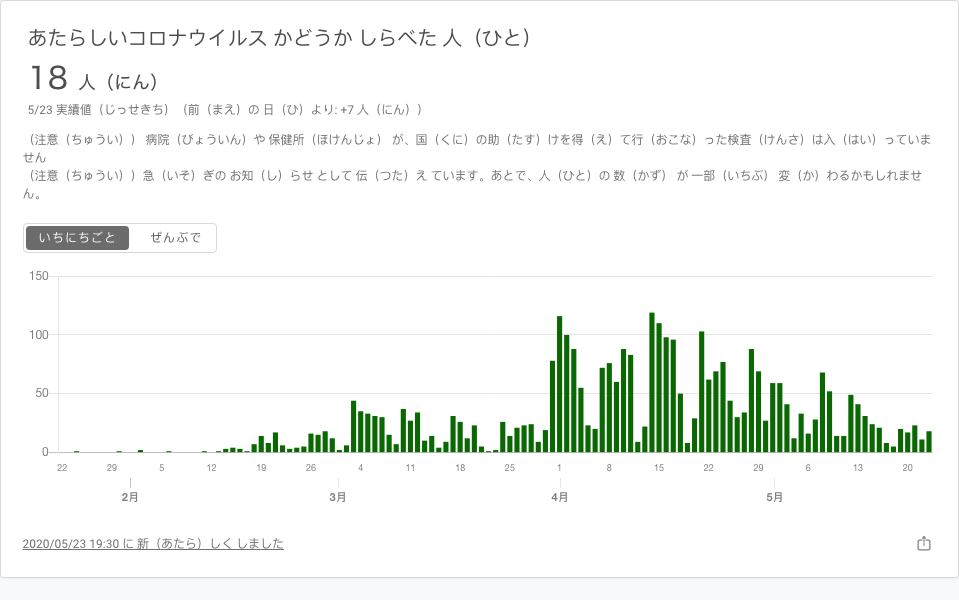 あたらしいコロナウイルス かどうか しらべた 人（ひと）
18 人（にん）
5/23 実績値（じっせきち）（前（まえ）の 日（ひ）より: +7 人（にん））
（注意（ちゅうい）） 病院（びょういん）や 保健所（ほけんじょ） が、国（くに）の助（たす）けを得（え）て行（おこな）った検査（けんさ）は入（はい）っていま
せん
（注意（ちゅうい））急（いそ）ぎの お知（し）らせ として 伝（つた）え ています。あとで、人（ひと）の 数（かず） が 一部（いちぶ） 変（か）わるかもしれませ
ん。
いちにちごと ぜんぶで
150
100
50
0
22 29 5 12 19 26 4 11 18 25 1 8 15 22 29 6 13 20
2月 3月 4月 5月
2020/05/23 19:30 に 新（あたら）しく しました